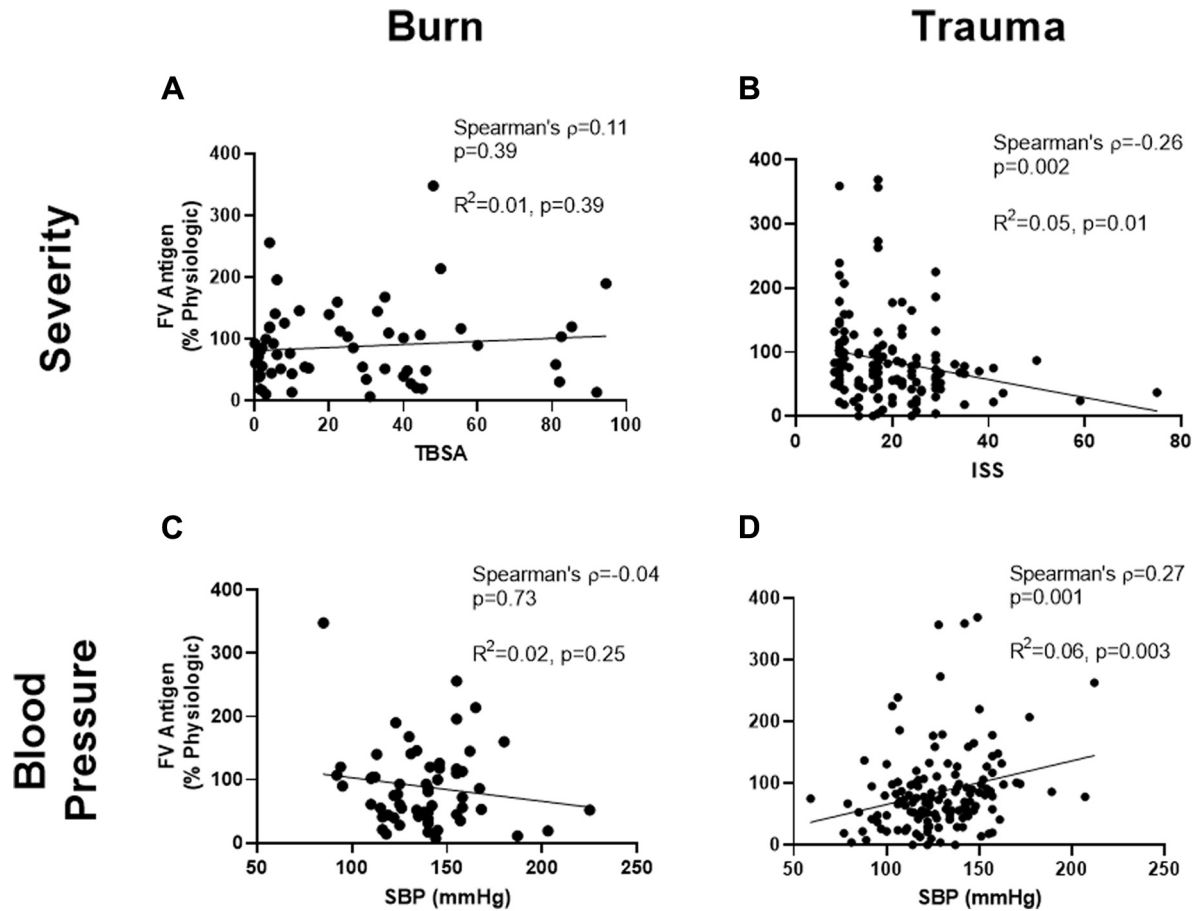 Burn
Trauma
Severity
Blood
Pressure
A
Spearman's ρ=0.11
p=0.39
R²=0.01, p=0.39
FV Antigen
(% Physiologic)
400
300
200
100
0
0 20 40 60 80 100
TBSA
B
Spearman's ρ=-0.26
p=0.002
R²=0.05, p=0.01
400
300
200
100
0
0 20 40 60 80
ISS
C
Spearman's ρ=-0.04
p=0.73
R²=0.02, p=0.25
FV Antigen
(% Physiologic)
400
300
200
100
0
50 100 150 200 250
SBP (mmHg)
D
Spearman's ρ=0.27
p=0.001
R²=0.06, p=0.003
400
300
200
100
0
50 100 150 200 250
SBP (mmHg)